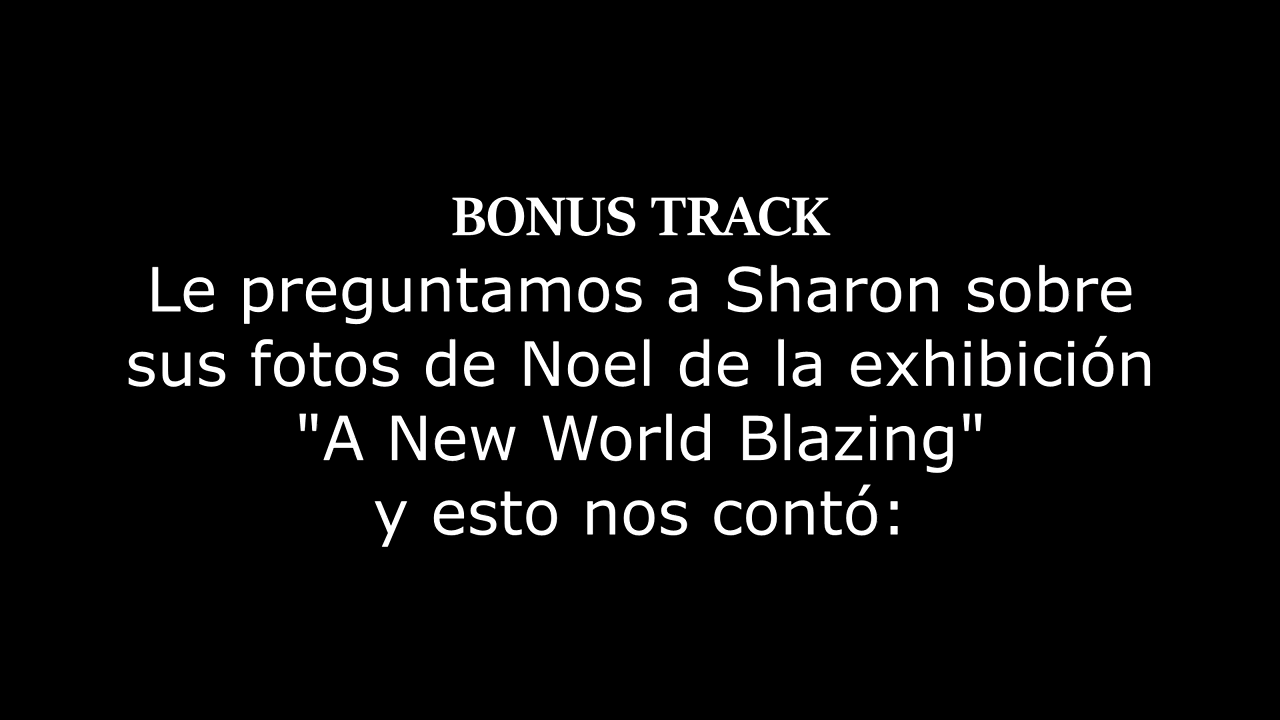 BONUS TRACK
Le preguntamos a Sharon sobre
sus fotos de Noel de la exhibición
"A New World Blazing"
y esto nos contó: